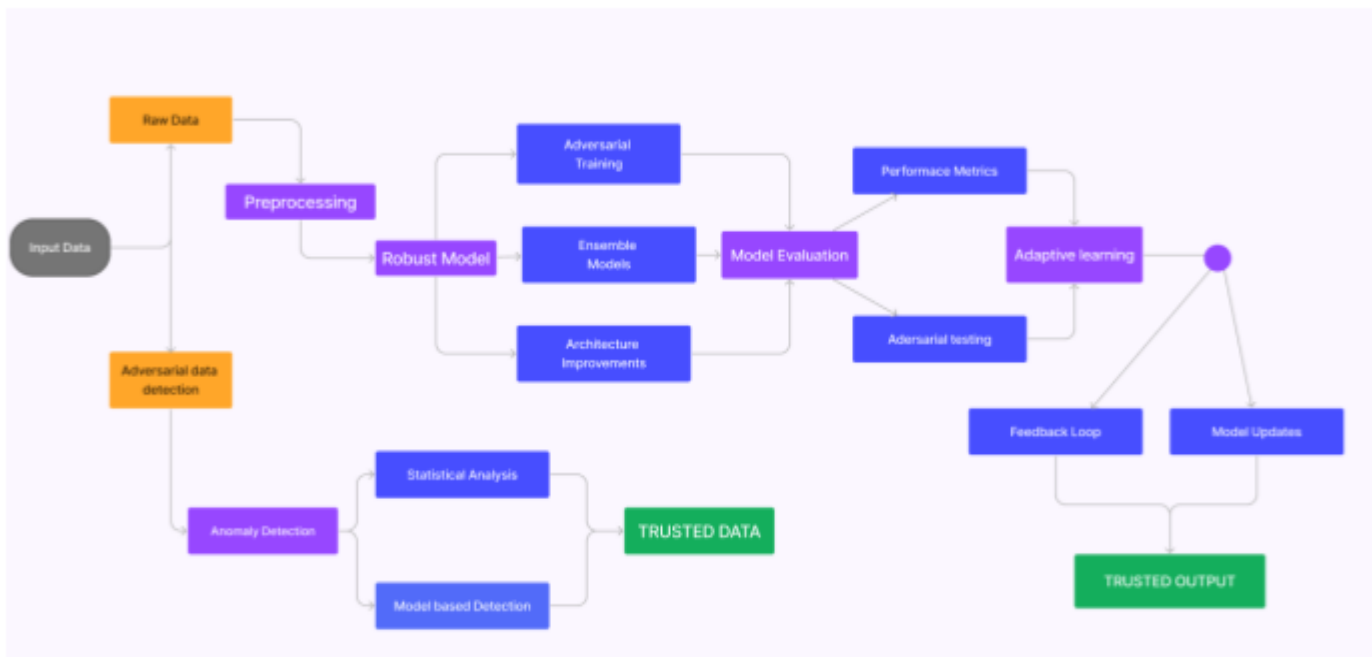 Raw Data
Adversarial
Training
Performace Metrics
Preprocessing
Input Data
Robust Model
Ensemble
Models
Model Evaluation
Adaptive learning
Architecture
Improvements
Adersarial testing
Adversarial data
detection
Feedback Loop
Model Updates
Statistical Analysis
Anomaly Detection
TRUSTED DATA
TRUSTED OUTPUT
Model based Detection